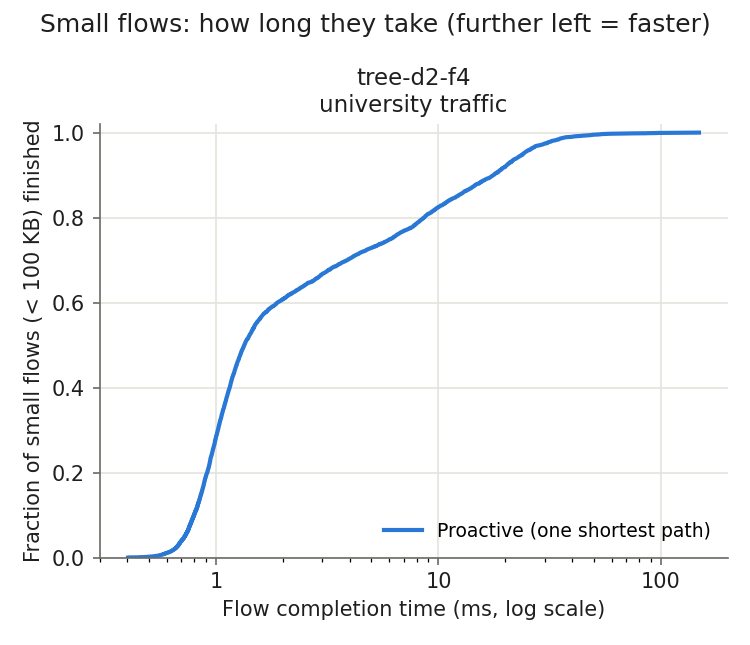 Small flows: how long they take (further left = faster)
tree-d2-f4
university traffic
Fraction of small flows (< 100 KB) finished
1.0
0.8
0.6
0.4
0.2
0.0
Proactive (one shortest path)
1
10
100
Flow completion time (ms, log scale)